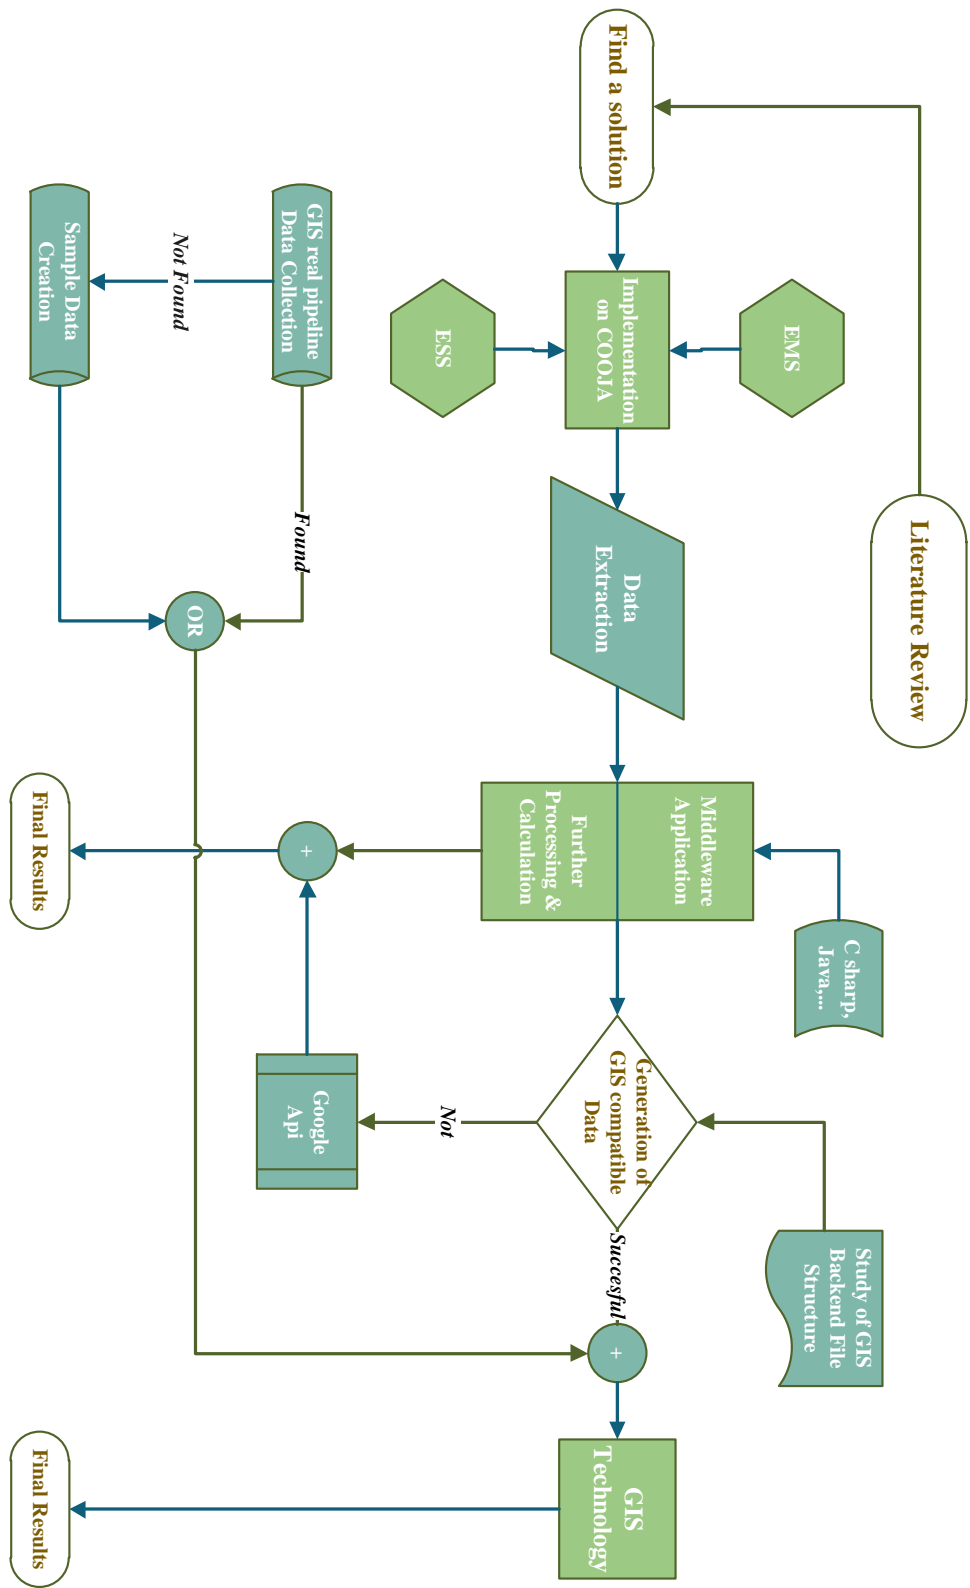 Literature Review
Find a solution
EMS
Implementation
on COOJA
ESS
Data
Extraction
C sharp,
Java,...
Middleware
Application
Further
Processing &
Calculation
Study of GIS
Backend File
Structure
Generation of
GIS compatible
Data
Succesful
Not
Google
Api
+
+
GIS
Technology
GIS real pipeline
Data Collection
Found
Not Found
Sample Data
Creation
OR
Final Results
Final Results